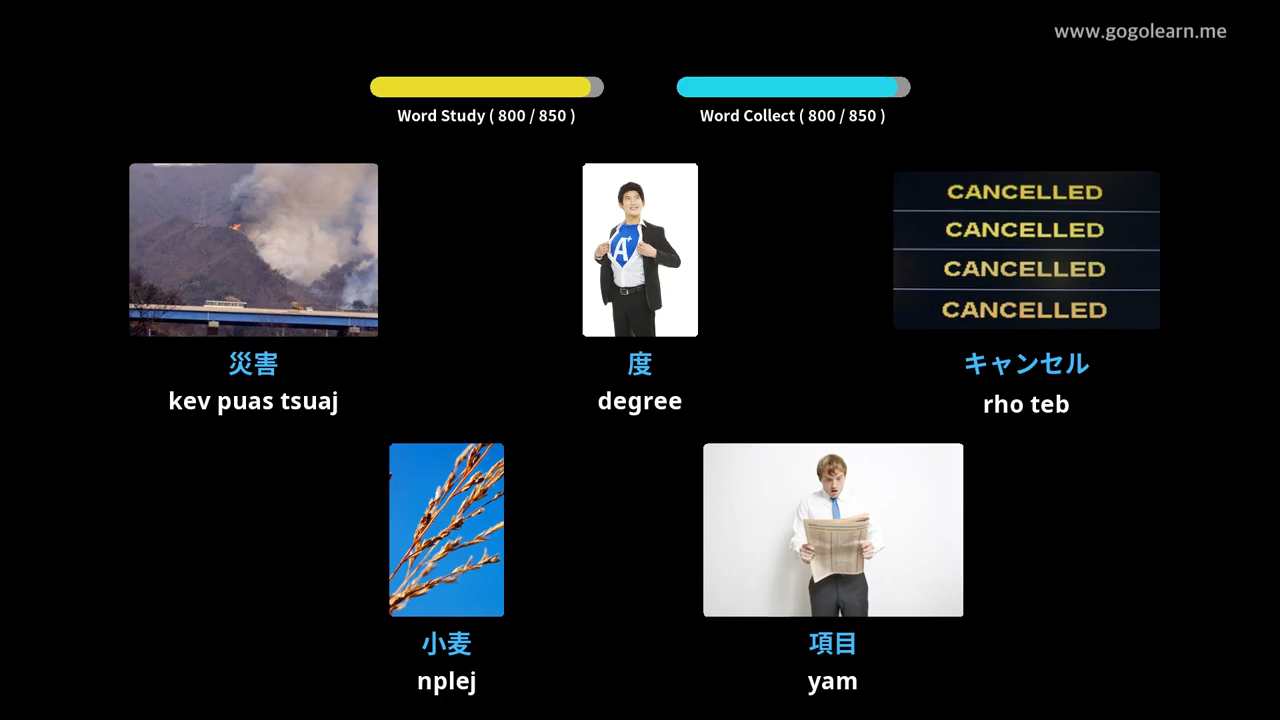 www.gogolearn.me
Word Study ( 800 / 850 )
Word Collect ( 800 / 850 )
A+
CANCELLED
CANCELLED
CANCELLED
CANCELLED
災害
kev puas tsuaj
度
degree
キャンセル
rho teb
小麦
nplej
項目
yam